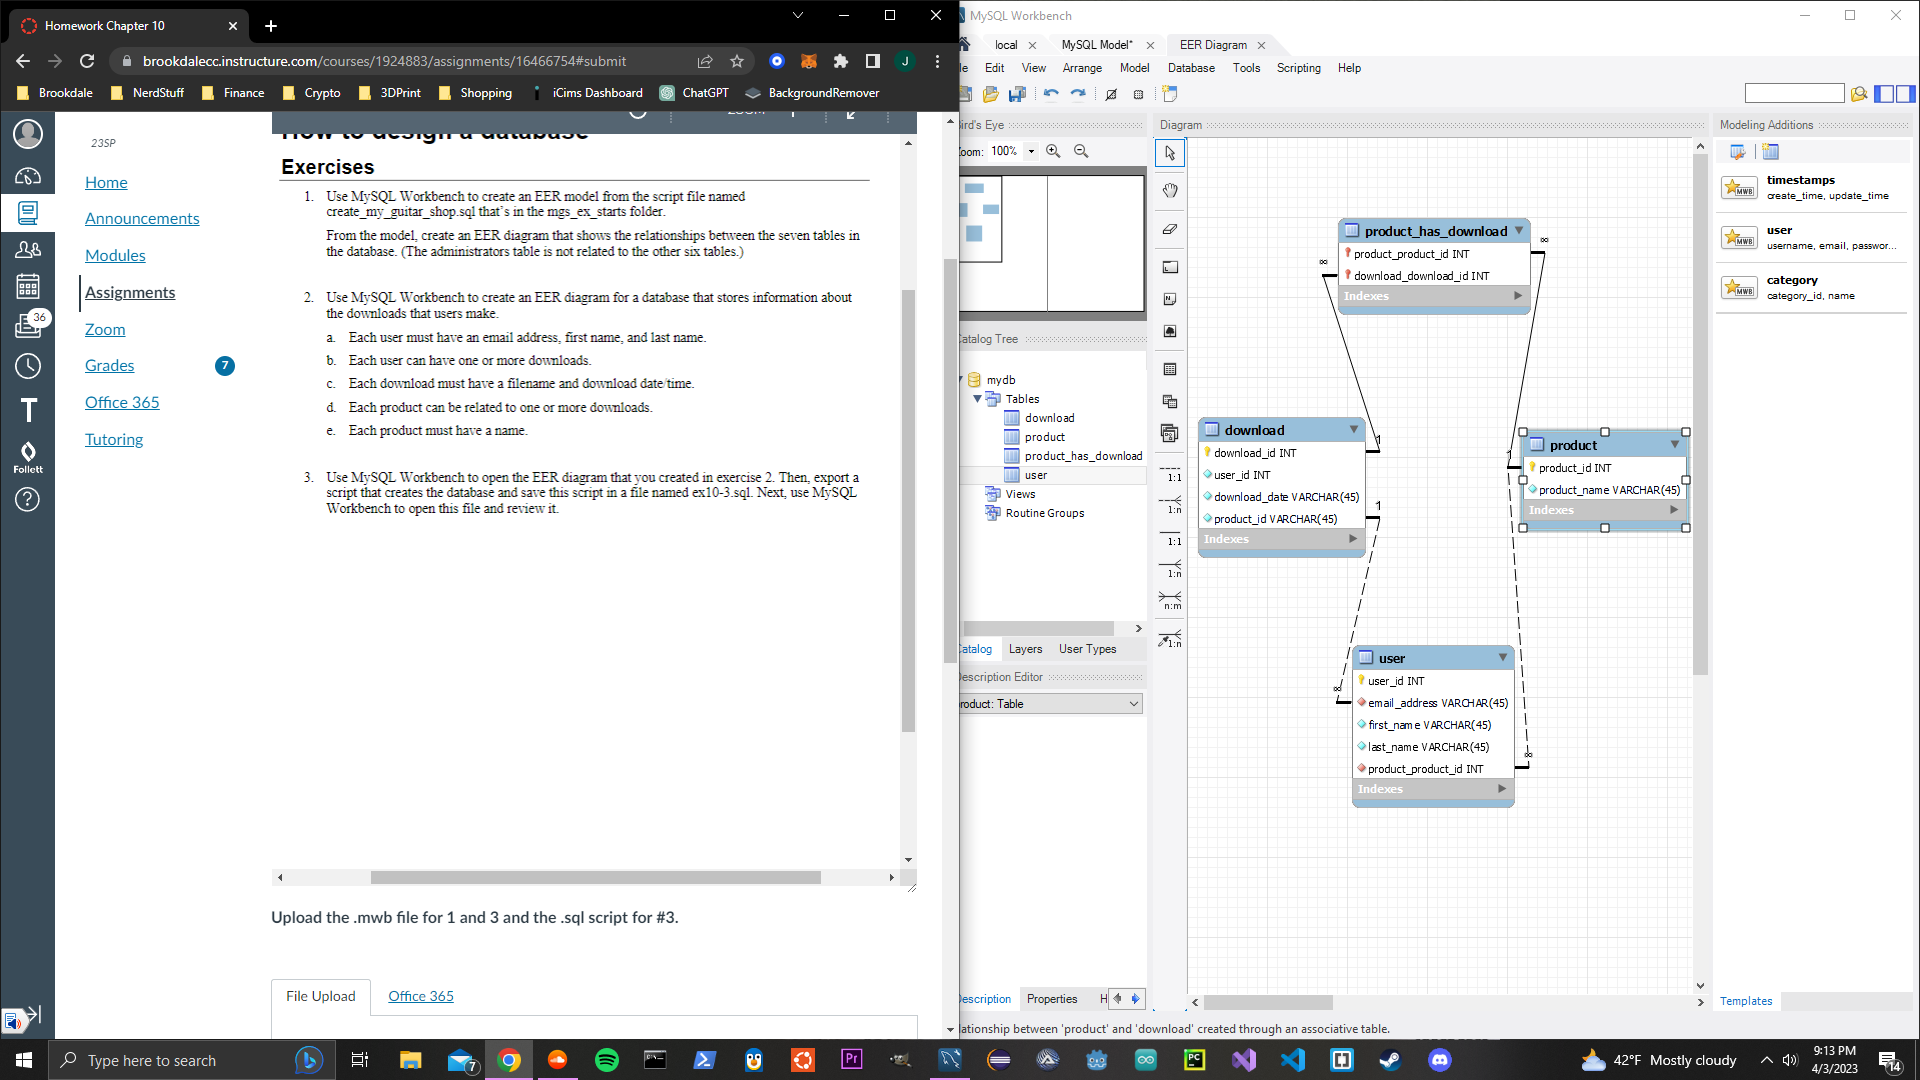 Homework Chapter 10
brookdalecc.instructure.com/courses/1924883/assignments/16466754#submit
J
Brookdale
NerdStuff
Finance
Crypto
3DPrint
Shopping
iCims Dashboard
ChatGPT
BackgroundRemover
23SP
Home
Announcements
Modules
Assignments
Zoom
Grades
7
Office 365
Tutoring
36
Follett
How to design a database
Exercises
1. Use MySQL Workbench to create an EER model from the script file named
create_my_guitar_shop.sql that's in the mgs_ex_starts folder.
From the model, create an EER diagram that shows the relationships between the seven tables in
the database. (The administrators table is not related to the other six tables.)
2. Use MySQL Workbench to create an EER diagram for a database that stores information about
the downloads that users make.
a. Each user must have an email address, first name, and last name.
b. Each user can have one or more downloads.
c. Each download must have a filename and download date/time.
d. Each product can be related to one or more downloads.
e. Each product must have a name.
3. Use MySQL Workbench to open the EER diagram that you created in exercise 2. Then, export a
script that creates the database and save this script in a file named ex10-3.sql. Next, use MySQL
Workbench to open this file and review it.
Upload the .mwb file for 1 and 3 and the .sql script for #3.
File Upload
Office 365
MySQL Workbench
local
MySQL Model*
EER Diagram
le
Edit
View
Arrange
Model
Database
Tools
Scripting
Help
ird's Eye
oom: 100%
Catalog Tree
mydb
Tables
download
product
product_has_download
user
Views
Routine Groups
Catalog
Layers
User Types
Description Editor
roduct: Table
escription
Properties
H
Diagram
1:1
1:n
1:1
1:n
n:m
1:n
product_has_download
product_product_id INT
download_download_id INT
Indexes
∞
∞
download
download_id INT
user_id INT
download_date VARCHAR(45)
product_id VARCHAR(45)
Indexes
1
1
product
product_id INT
product_name VARCHAR(45)
Indexes
1
user
user_id INT
email_address VARCHAR(45)
first_name VARCHAR(45)
last_name VARCHAR(45)
product_product_id INT
Indexes
∞
∞
Modeling Additions
timestamps
create_time, update_time
user
username, email, passwor...
category
category_id, name
MWB
MWB
MWB
Templates
lationship between 'product' and 'download' created through an associative table.
Type here to search
7
Pr
PC
42°F Mostly cloudy
9:13 PM
4/3/2023
14